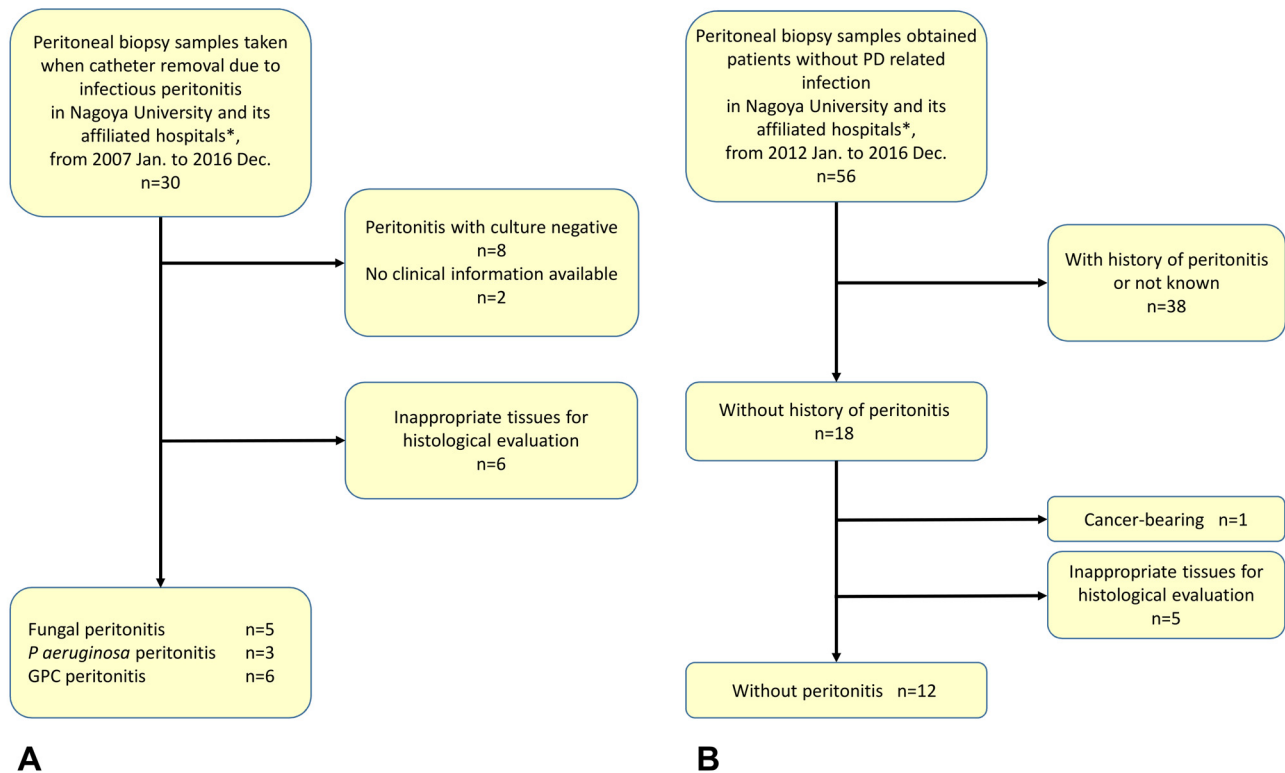 Peritoneal biopsy samples taken
when catheter removal due to
infectious peritonitis
in Nagoya University and its
affiliated hospitals*,
from 2007 Jan. to 2016 Dec.
n=30
Peritonitis with culture negative
n=8
No clinical information available
n=2
Inappropriate tissues for
histological evaluation
n=6
Fungal peritonitis n=5
P aeruginosa peritonitis n=3
GPC peritonitis n=6
A
Peritoneal biopsy samples obtained
patients without PD related
infection
in Nagoya University and its
affiliated hospitals*,
from 2012 Jan. to 2016 Dec.
n=56
With history of peritonitis
or not known
n=38
Without history of peritonitis
n=18
Cancer-bearing n=1
Inappropriate tissues for
histological evaluation
n=5
Without peritonitis n=12
B